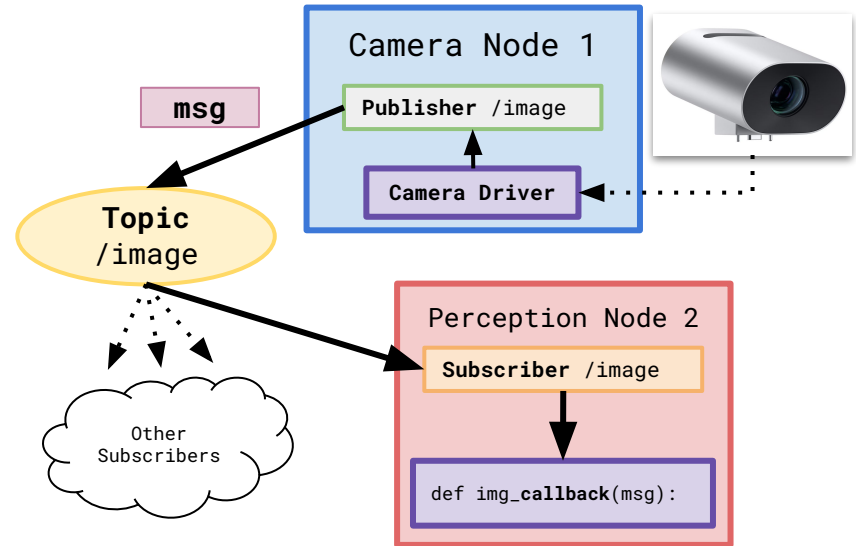 Camera Node 1
msg
Publisher /image
Camera Driver
Topic
/image
Perception Node 2
Subscriber /image
Other
Subscribers
def img_callback(msg):